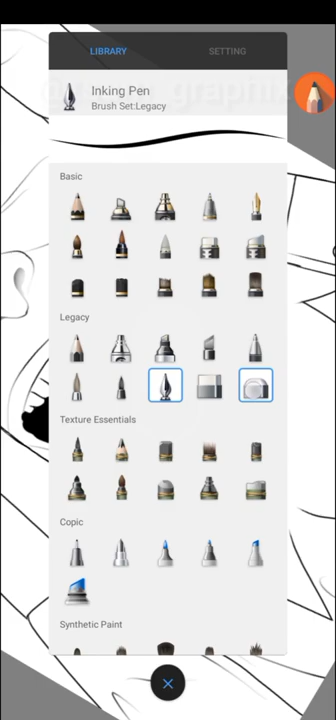 LIBRARY SETTING
Inking Pen
Brush Set:Legacy
Basic
Legacy
Texture Essentials
Copic
Synthetic Paint